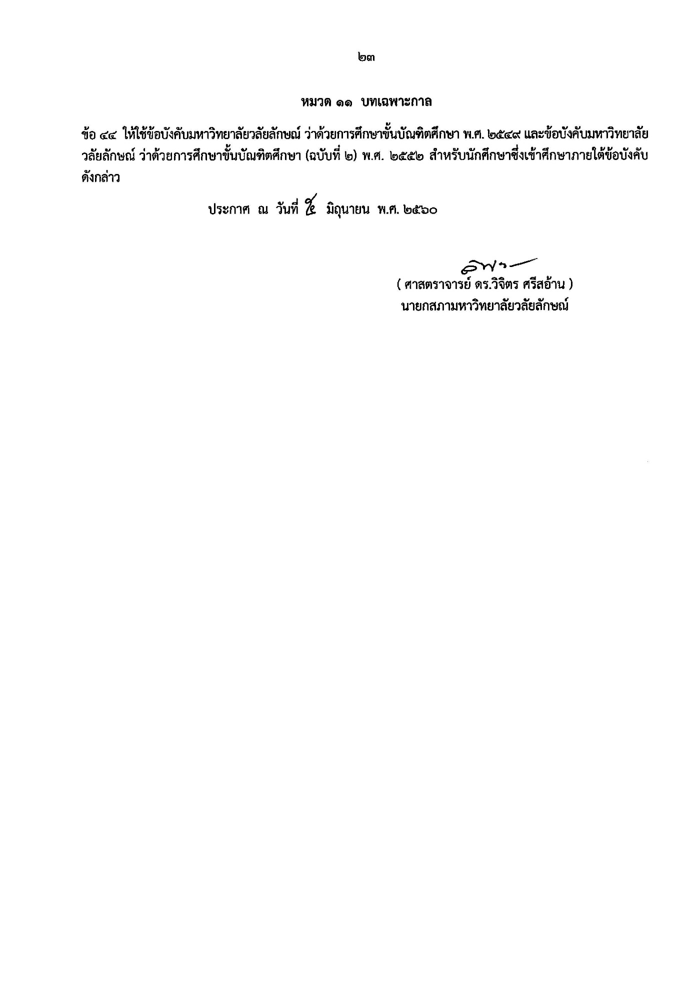 ๒๓
หมวด ๑๑ บทเฉพาะกาล
ข้อ ๔๔ ให้ใช้ข้อบังคับมหาวิทยาลัยวลัยลักษณ์ ว่าด้วยการศึกษาขั้นบัณฑิตศึกษา พ.ศ. ๒๕๔๙ และข้อบังคับมหาวิทยาลัย
วลัยลักษณ์ ว่าด้วยการศึกษาขั้นบัณฑิตศึกษา (ฉบับที่ ๒) พ.ศ. ๒๕๕๒ สำหรับนักศึกษาซึ่งเข้าศึกษาภายใต้ข้อบังคับ
ดังกล่าว
ประกาศ ณ วันที่ มิถุนายน พ.ศ. ๒๕๖๐
( ศาสตราจารย์ ดร.วิจิตร ศรีสอ้าน )
นายกสภามหาวิทยาลัยวลัยลักษณ์